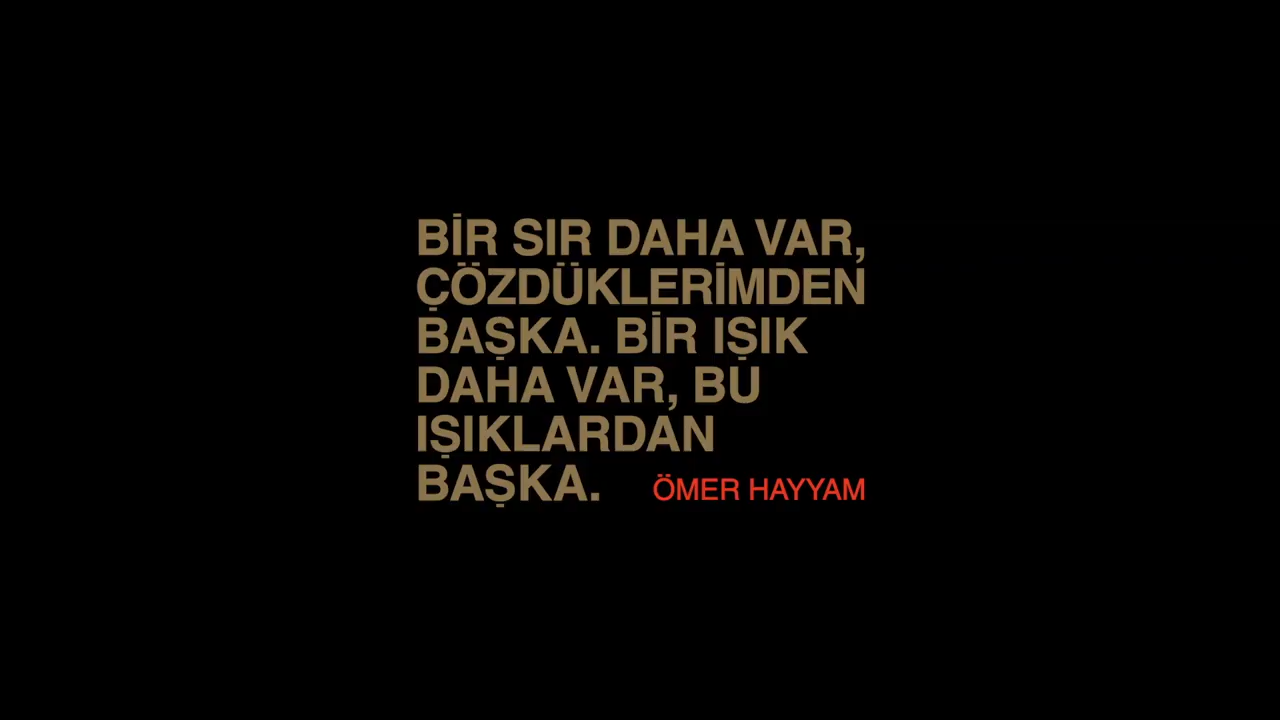 BİR SIR DAHA VAR,
ÇÖZDÜKLERİMDEN
BAŞKA. BİR IŞIK
DAHA VAR, BU
IŞIKLARDAN
BAŞKA. ÖMER HAYYAM